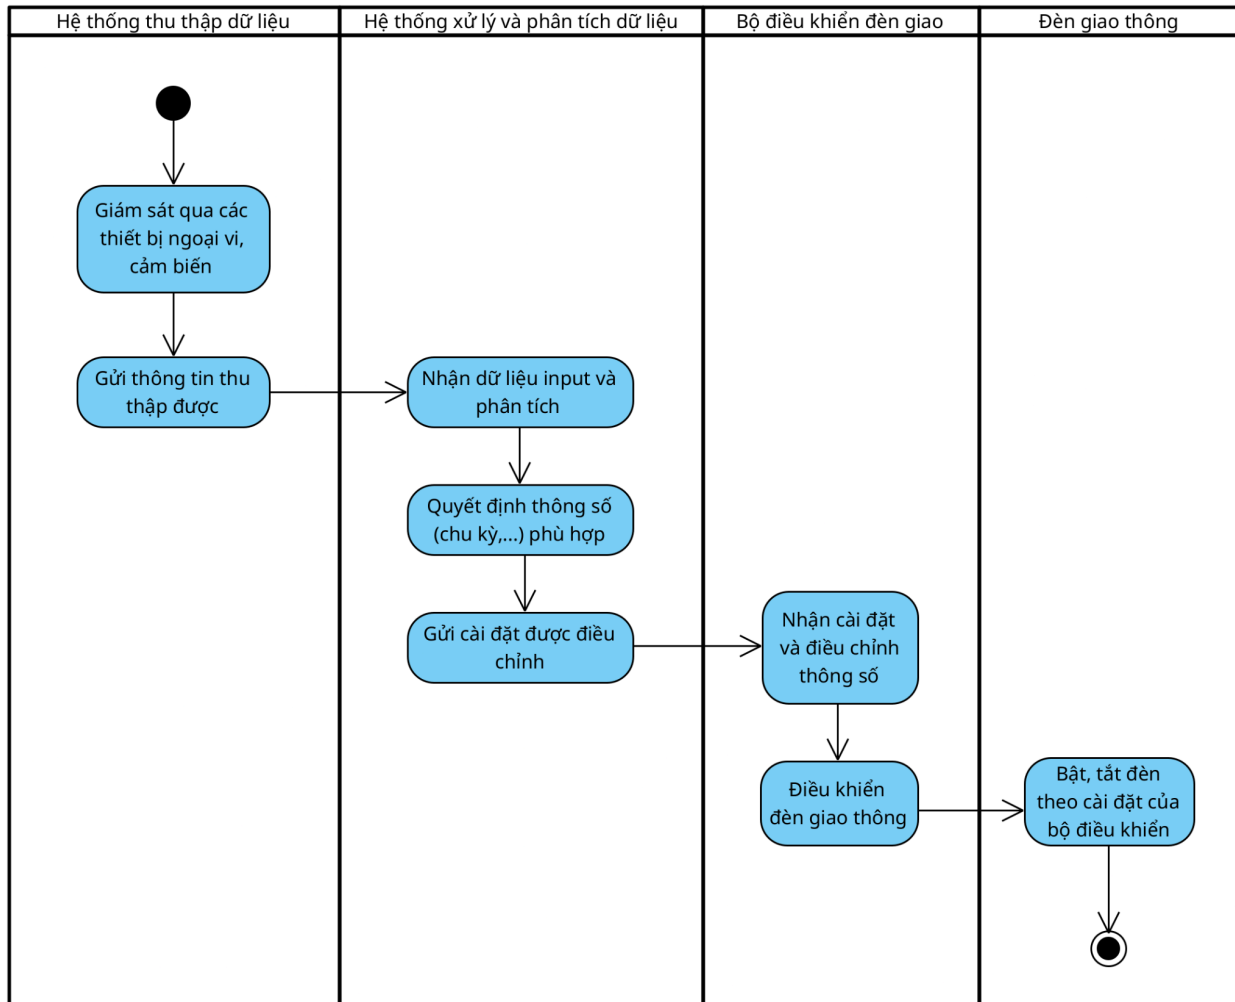 Hệ thống thu thập dữ liệu
Hệ thống xử lý và phân tích dữ liệu
Bộ điều khiển đèn giao
Đèn giao thông
Giám sát qua các
thiết bị ngoại vi,
cảm biến
Gửi thông tin thu
thập được
Nhận dữ liệu input và
phân tích
Quyết định thông số
(chu kỳ,...) phù hợp
Gửi cài đặt được điều
chỉnh
Nhận cài đặt
và điều chỉnh
thông số
Điều khiển
đèn giao thông
Bật, tắt đèn
theo cài đặt của
bộ điều khiển